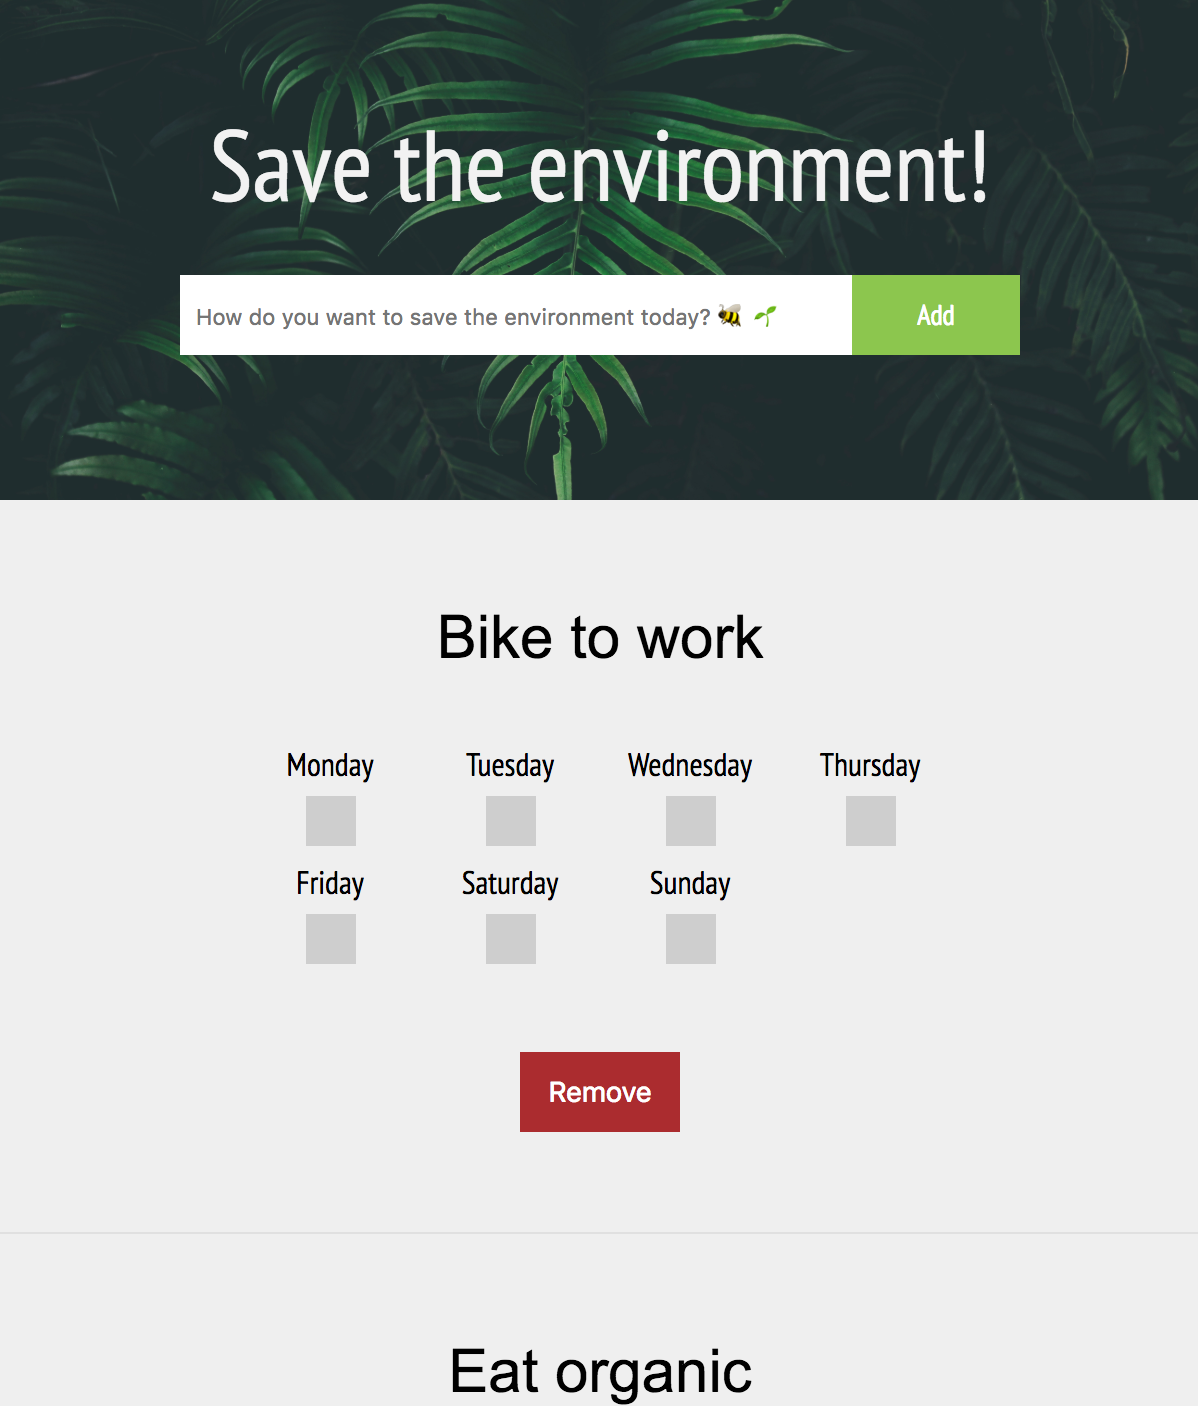 Save the environment!
How do you want to save the environment today? 🐝 🌱
Add
Bike to work
Monday Tuesday Wednesday Thursday
Friday Saturday Sunday
Remove
Eat organic